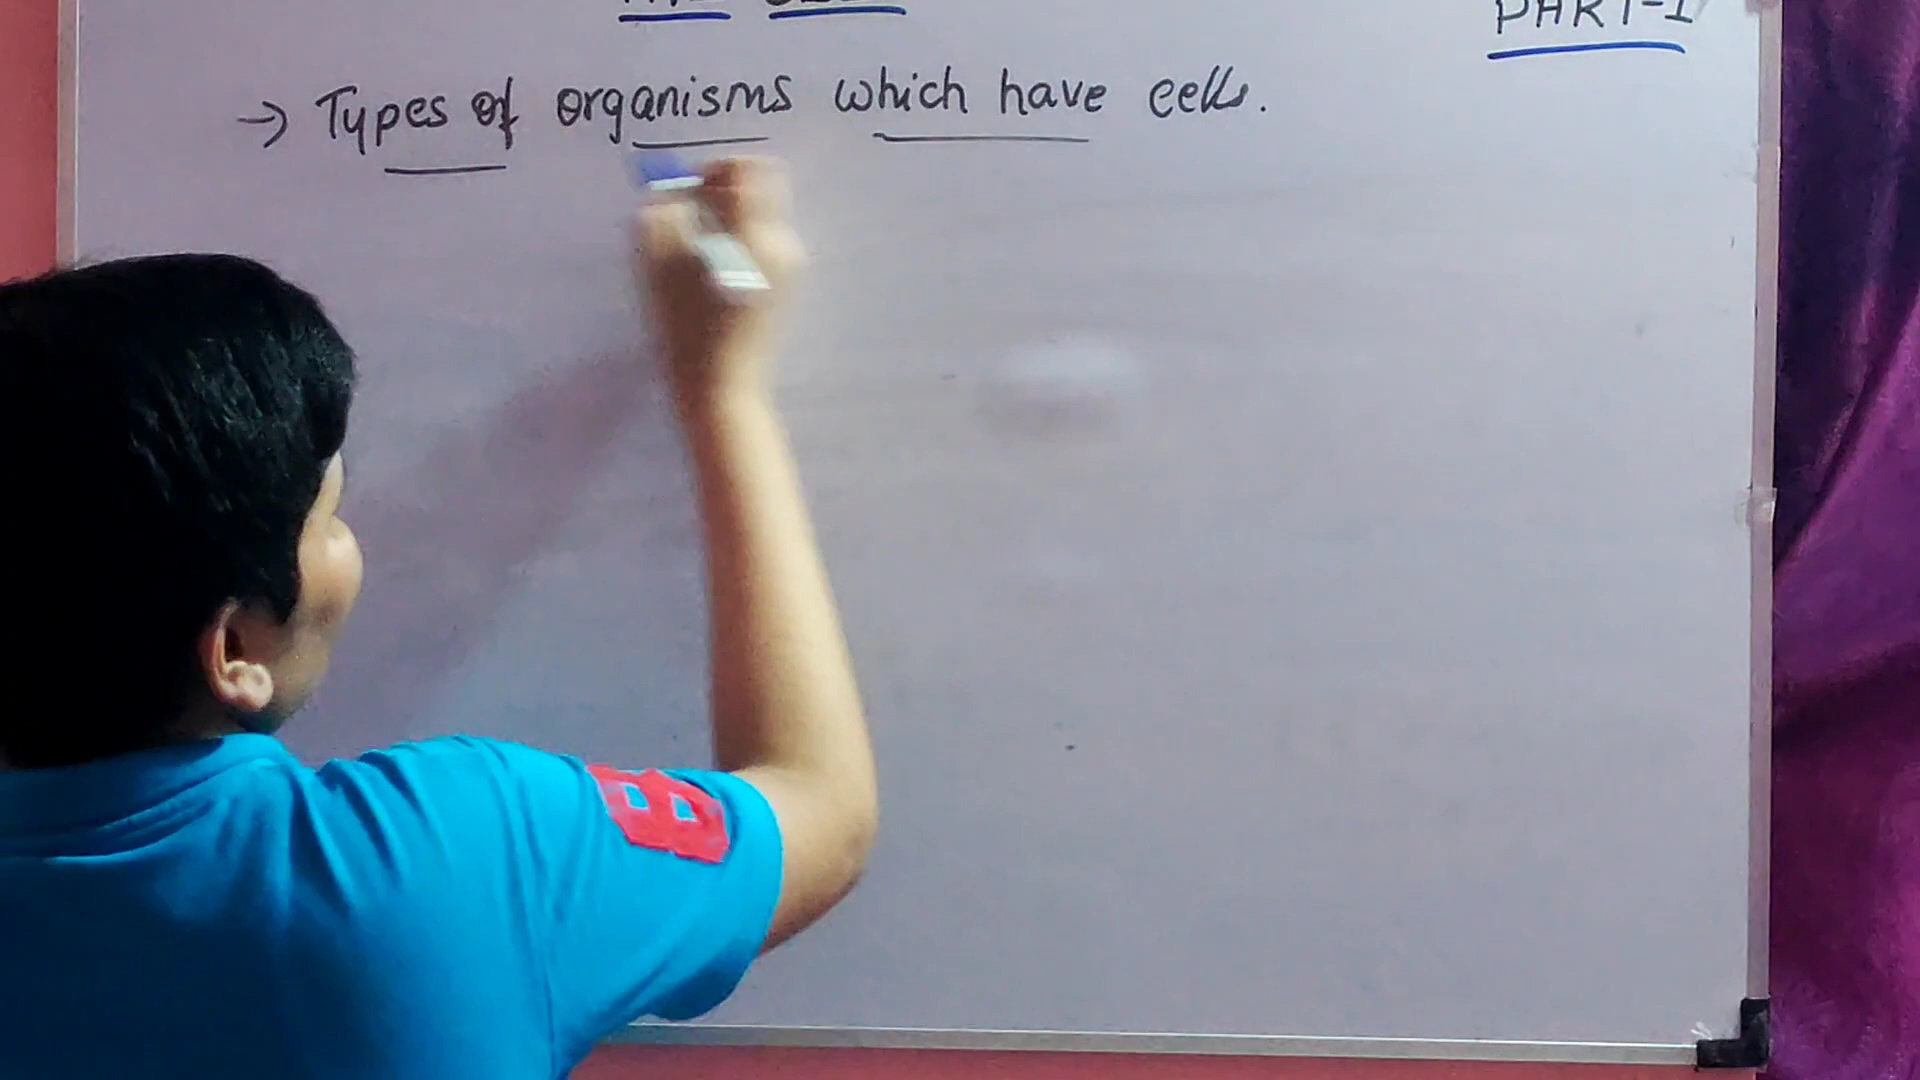 PART-I
→ Types of organisms which have cells.